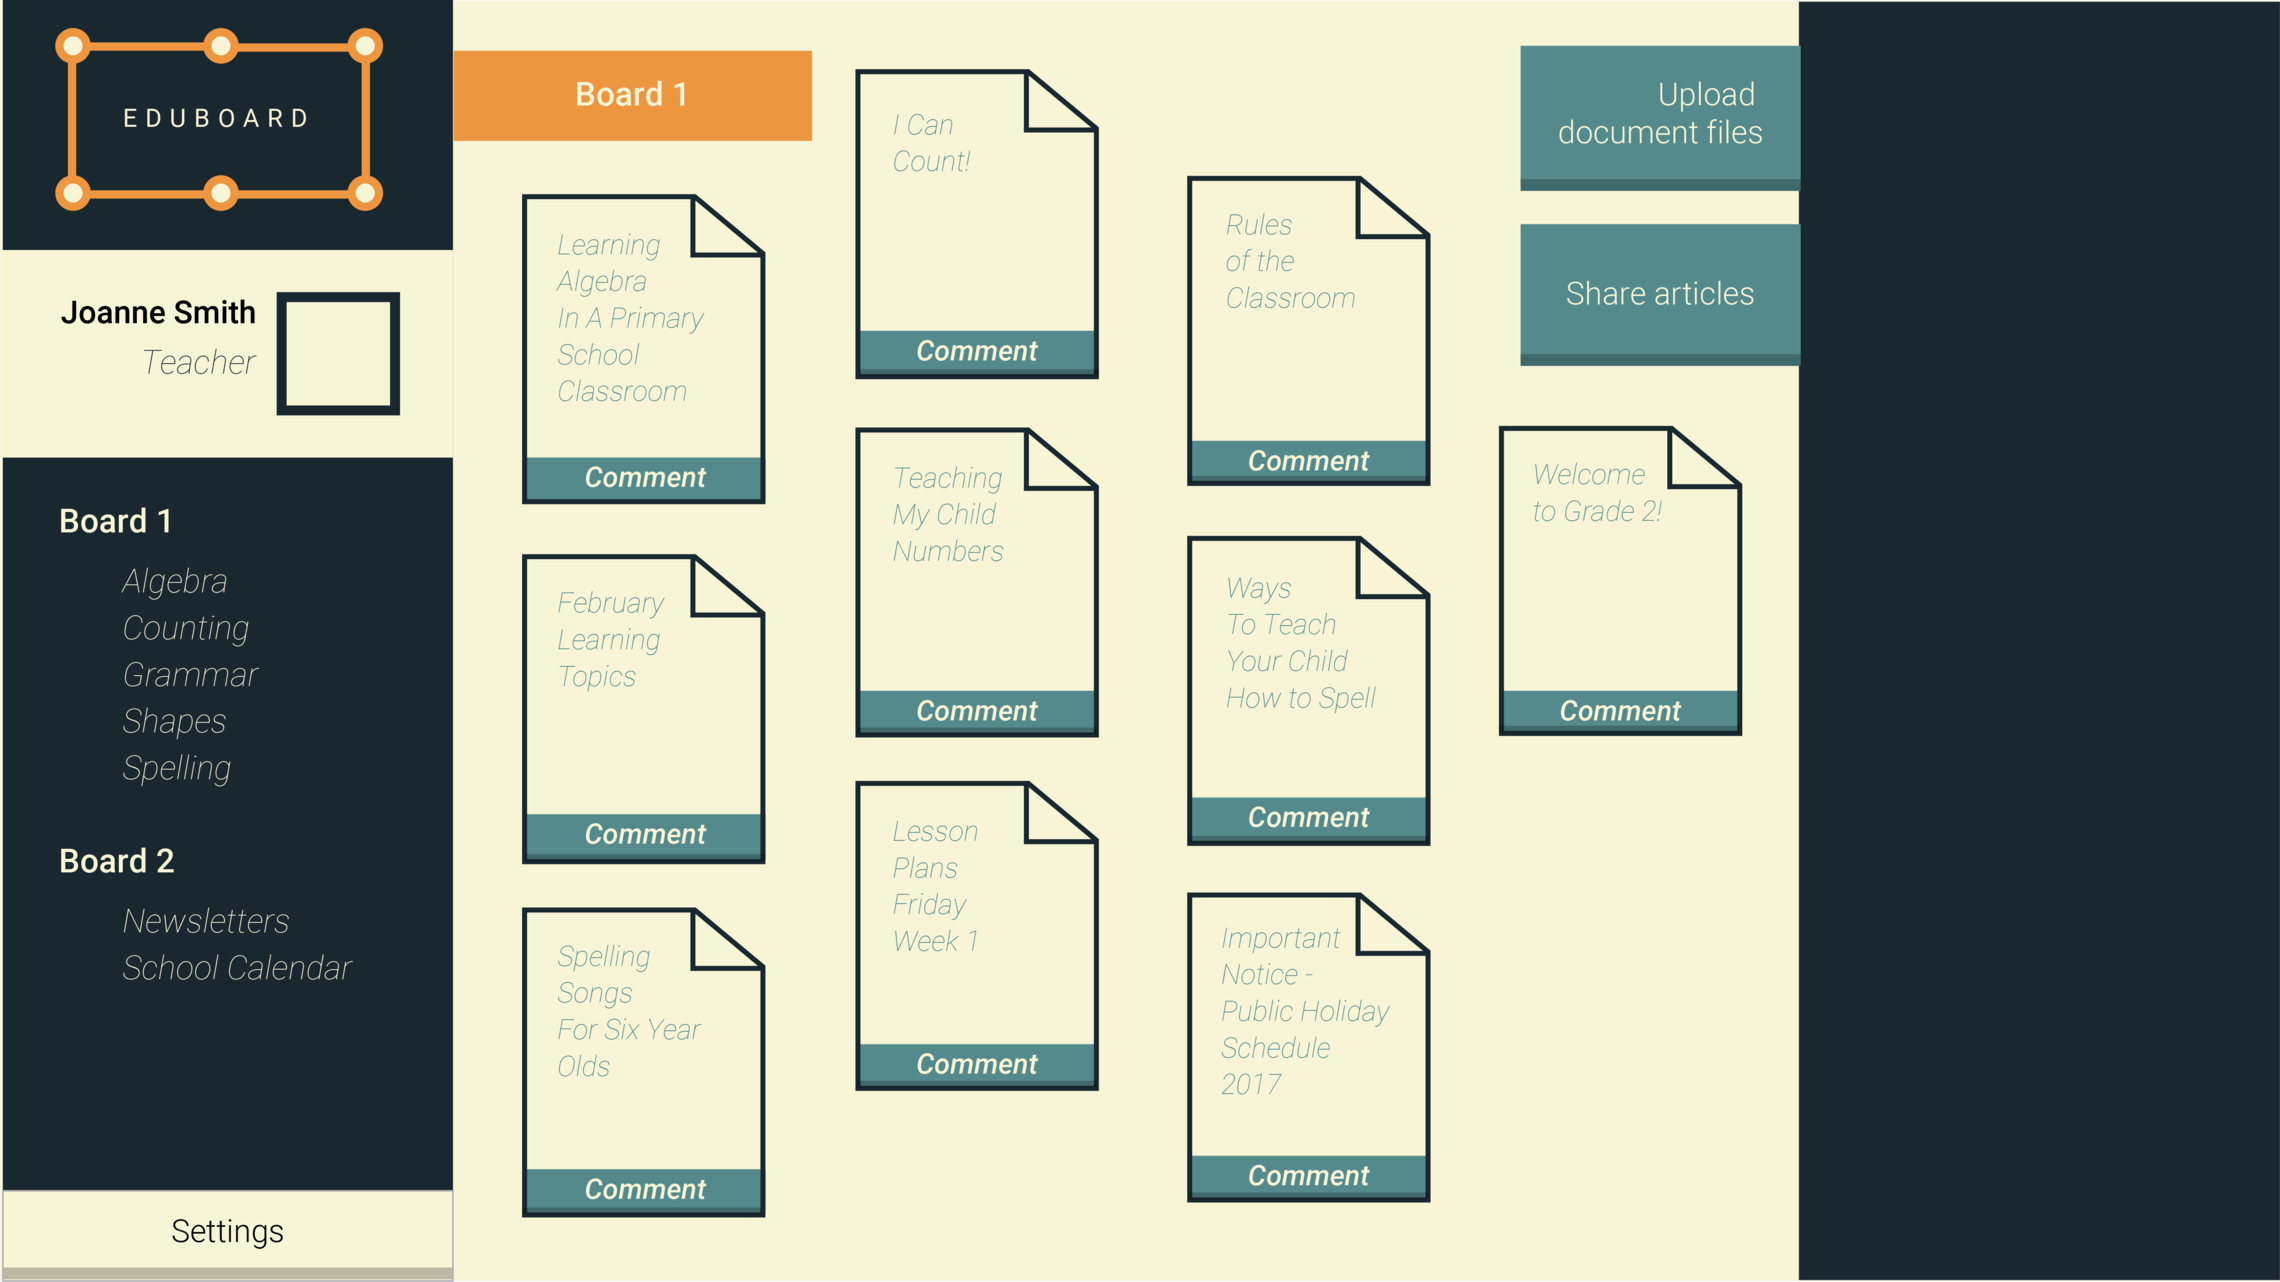 EDUBOARD
Joanne Smith
Teacher
Board 1
Algebra
Counting
Grammar
Shapes
Spelling
Board 2
Newsletters
School Calendar
Settings
Board 1
Learning
Algebra
In A Primary
School
Classroom
Comment
February
Learning
Topics
Comment
Spelling
Songs
For Six Year
Olds
Comment
I Can
Count!
Comment
Teaching
My Child
Numbers
Comment
Lesson
Plans
Friday
Week 1
Comment
Rules
of the
Classroom
Comment
Ways
To Teach
Your Child
How to Spell
Comment
Important
Notice -
Public Holiday
Schedule
2017
Comment
Upload
document files
Share articles
Welcome
to Grade 2!
Comment